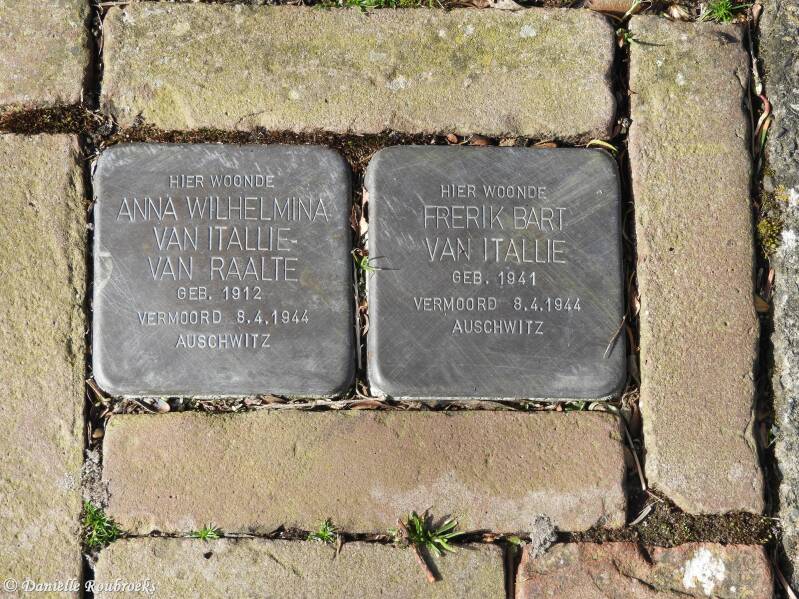 HIER WOONDE
ANNA WILHELMINA
VAN ITALLIE-
VAN RAALTE
GEB. 1912
VERMOORD 8.4.1944
AUSCHWITZ
HIER WOONDE
FRERIK BART
VAN ITALLIE
GEB. 1941
VERMOORD 8.4.1944
AUSCHWITZ
© Danielle Roubroeks